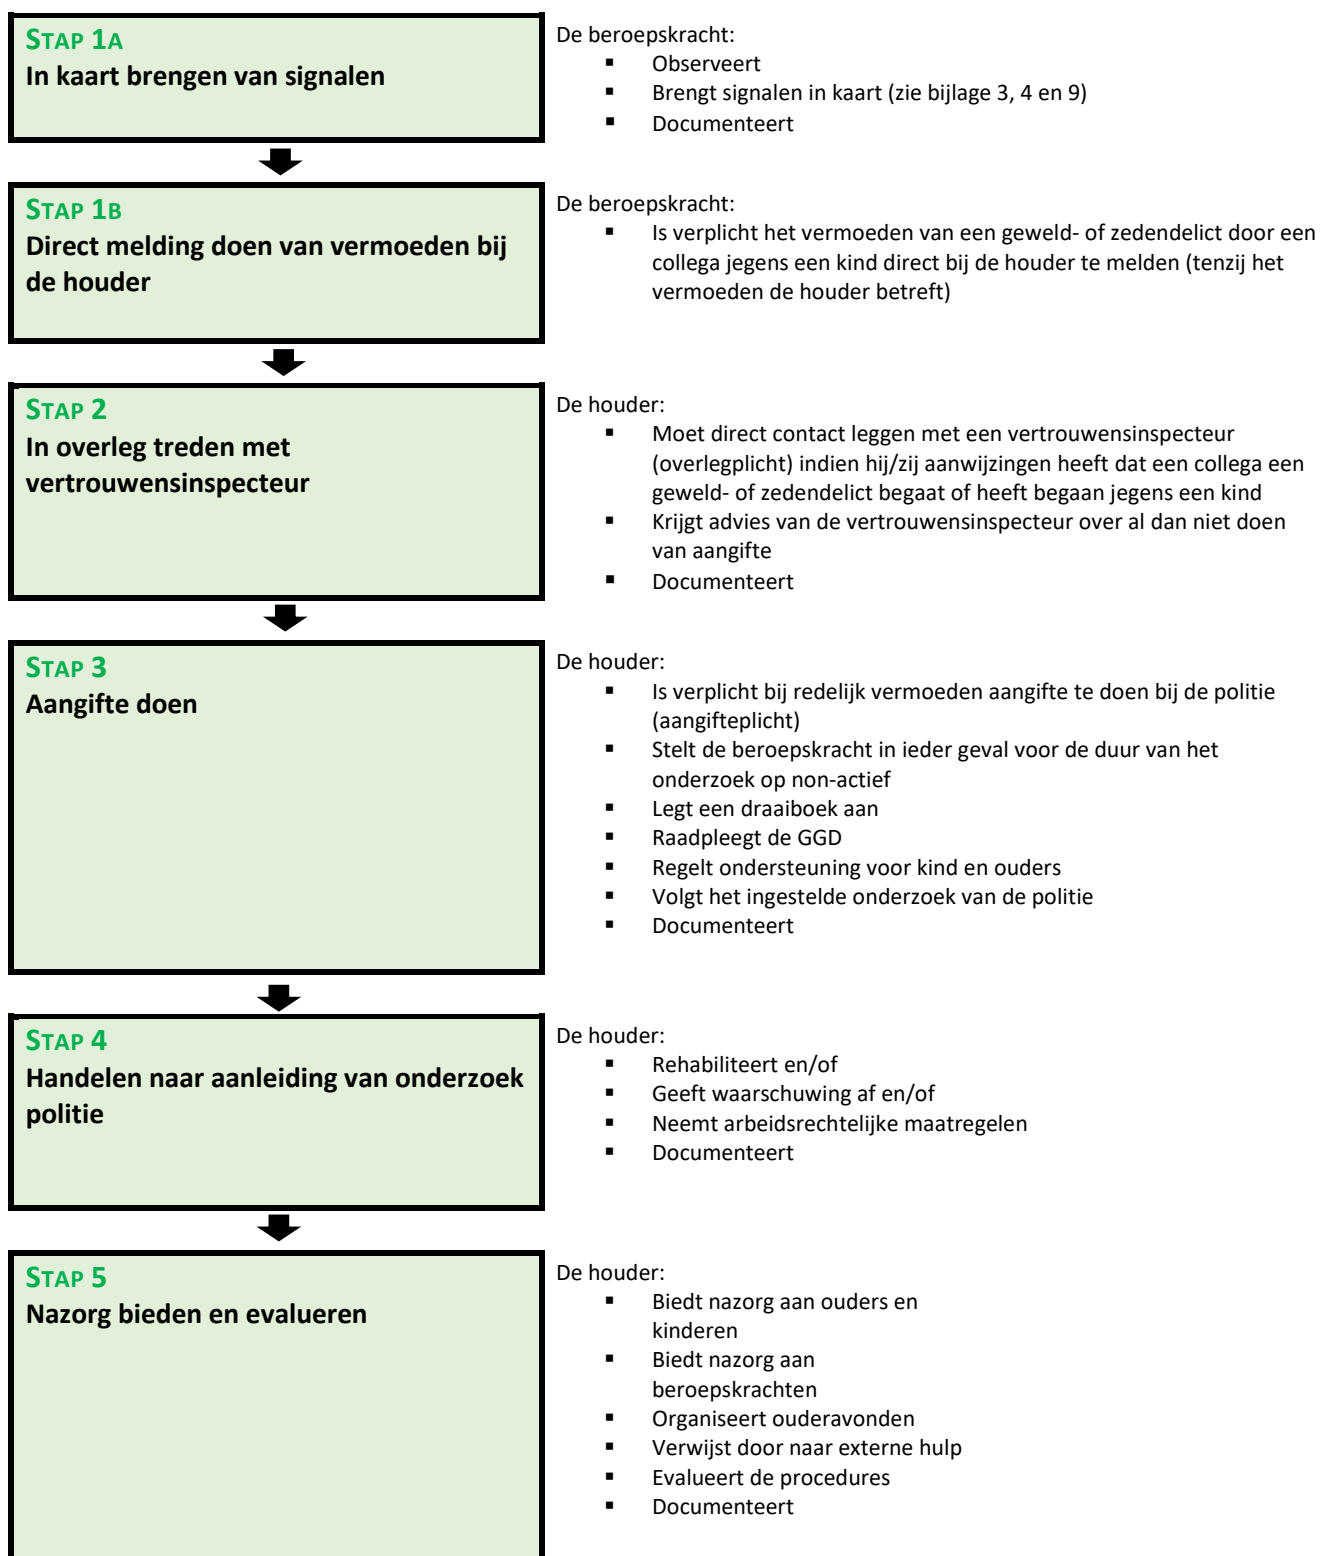 STAP 1A
In kaart brengen van signalen
De beroepskracht:
▪ Observeert
▪ Brengt signalen in kaart (zie bijlage 3, 4 en 9)
▪ Documenteert
STAP 1B
Direct melding doen van vermoeden bij
de houder
De beroepskracht:
▪ Is verplicht het vermoeden van een geweld- of zedendelict door een
collega jegens een kind direct bij de houder te melden (tenzij het
vermoeden de houder betreft)
STAP 2
In overleg treden met
vertrouwensinspecteur
De houder:
▪ Moet direct contact leggen met een vertrouwensinspecteur
(overlegplicht) indien hij/zij aanwijzingen heeft dat een collega een
geweld- of zedendelict begaat of heeft begaan jegens een kind
▪ Krijgt advies van de vertrouwensinspecteur over al dan niet doen
van aangifte
▪ Documenteert
STAP 3
Aangifte doen
De houder:
▪ Is verplicht bij redelijk vermoeden aangifte te doen bij de politie
(aangifteplicht)
▪ Stelt de beroepskracht in ieder geval voor de duur van het
onderzoek op non-actief
▪ Legt een draaiboek aan
▪ Raadpleegt de GGD
▪ Regelt ondersteuning voor kind en ouders
▪ Volgt het ingestelde onderzoek van de politie
▪ Documenteert
STAP 4
Handelen naar aanleiding van onderzoek
politie
De houder:
▪ Rehabiliteert en/of
▪ Geeft waarschuwing af en/of
▪ Neemt arbeidsrechtelijke maatregelen
▪ Documenteert
STAP 5
Nazorg bieden en evalueren
De houder:
▪ Biedt nazorg aan ouders en
kinderen
▪ Biedt nazorg aan
beroepskrachten
▪ Organiseert ouderavonden
▪ Verwijst door naar externe hulp
▪ Evalueert de procedures
▪ Documenteert